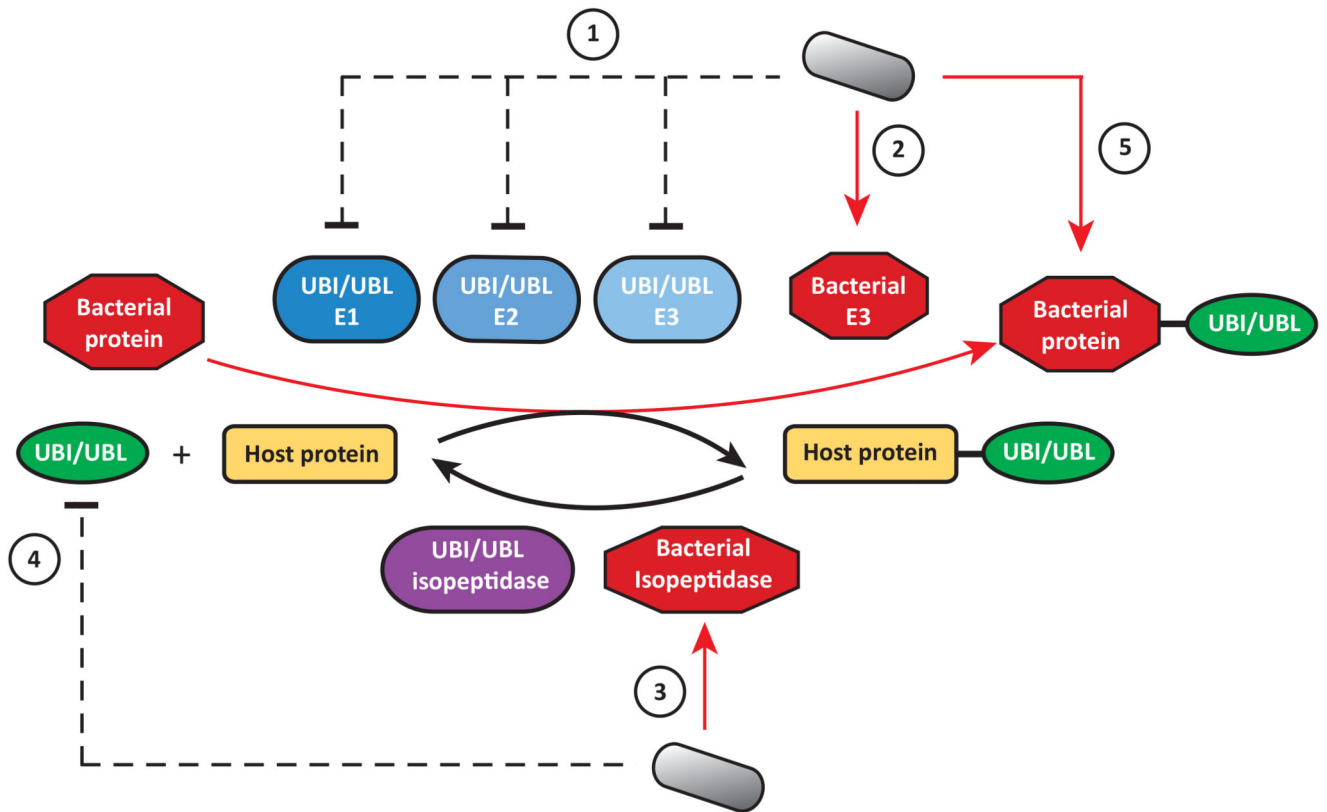 1
2
5
UBI/UBL
E1
UBI/UBL
E2
UBI/UBL
E3
Bacterial
E3
Bacterial
protein
Bacterial
protein
UBI/UBL
UBI/UBL
+
Host protein
Host protein
UBI/UBL
4
UBI/UBL
isopeptidase
Bacterial
Isopeptidase
3